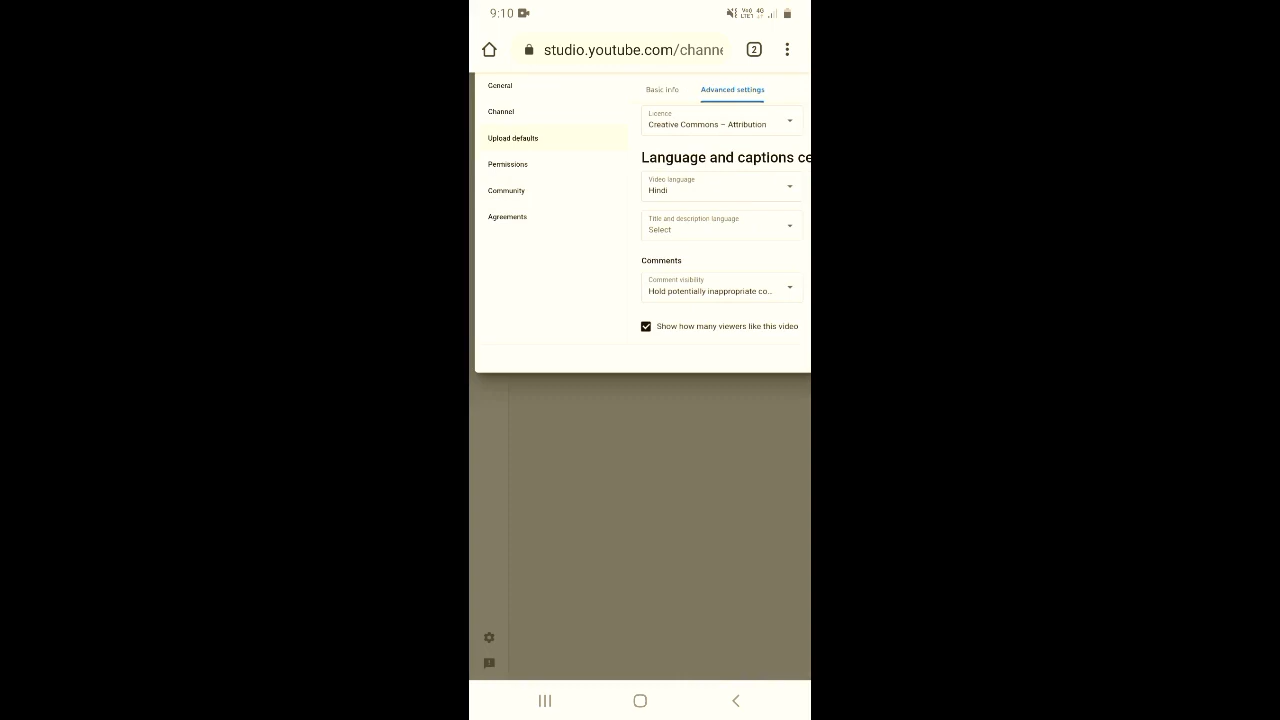 9:10
4G
studio.youtube.com/channe
2
General
Channel
Upload defaults
Permissions
Community
Agreements
Basic info
Advanced settings
Licence
Creative Commons – Attribution
Language and captions ce
Video language
Hindi
Title and description language
Select
Comments
Comment visibility
Hold potentially inappropriate co...
Show how many viewers like this video